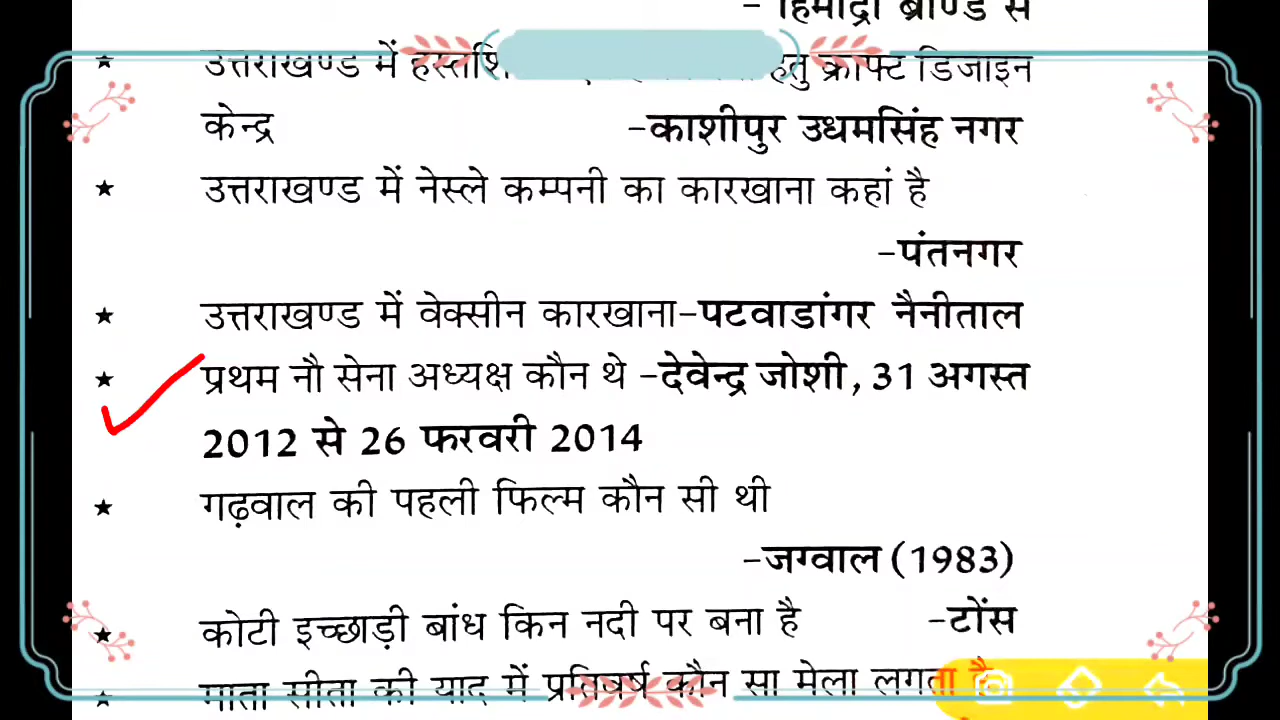 - हिमाद्री ब्राण्ड से
★ उत्तराखण्ड में हेतु क्राफ्ट डिजाइन
केन्द्र -काशीपुर उधमसिंह नगर
★ उत्तराखण्ड में नेस्ले कम्पनी का कारखाना कहां है
-पंतनगर
★ उत्तराखण्ड में वेक्सीन कारखाना-पटवाडांगर नैनीताल
★ प्रथम नौ सेना अध्यक्ष कौन थे -देवेन्द्र जोशी, 31 अगस्त
2012 से 26 फरवरी 2014
★ गढ़वाल की पहली फिल्म कौन सी थी
-जग्वाल (1983)
★ कोटी इच्छाड़ी बांध किन नदी पर बना है -टोंस
★ माता सीता की याद में प्रतिवर्ष कौन सा मेला लगता है